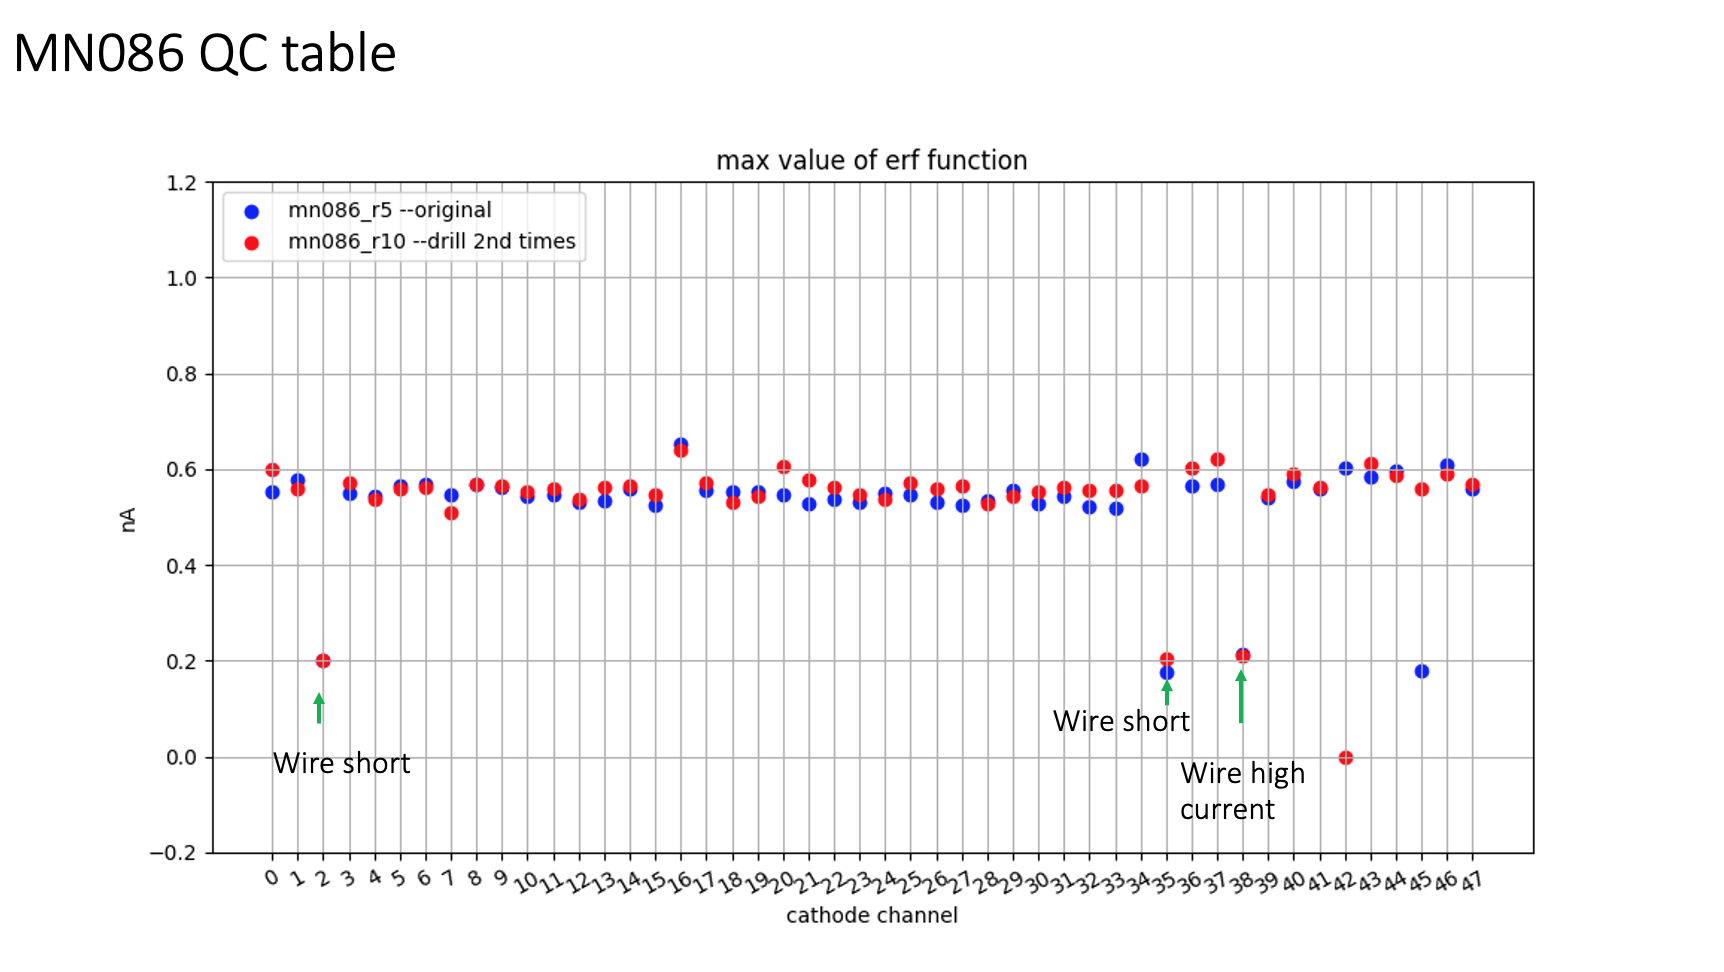 MN086 QC table
max value of erf function
mn086_r5 --original
mn086_r10 --drill 2nd times
1.2
1.0
0.8
0.6
0.4
0.2
0.0
−0.2
nA
Wire short
Wire short
Wire high
current
0 1 2 3 4 5 6 7 8 9 10 11 12 13 14 15 16 17 18 19 20 21 22 23 24 25 26 27 28 29 30 31 32 33 34 35 36 37 38 39 40 41 42 43 44 45 46 47
cathode channel